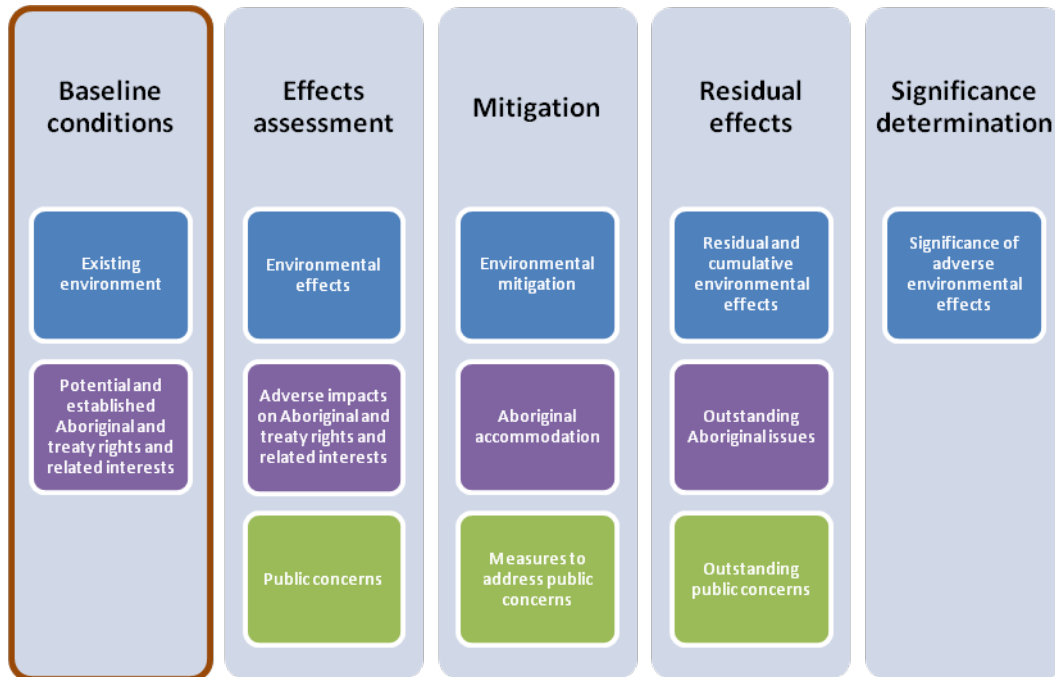 Baseline
conditions
Existing
environment
Potential and
established
Aboriginal and
treaty rights and
related interests
Effects
assessment
Environmental
effects
Adverse impacts
on Aboriginal and
treaty rights and
related interests
Public concerns
Mitigation
Environmental
mitigation
Aboriginal
accommodation
Measures to
address public
concerns
Residual
effects
Residual and
cumulative
environmental
effects
Outstanding
Aboriginal issues
Outstanding
public concerns
Significance
determination
Significance of
adverse
environmental
effects